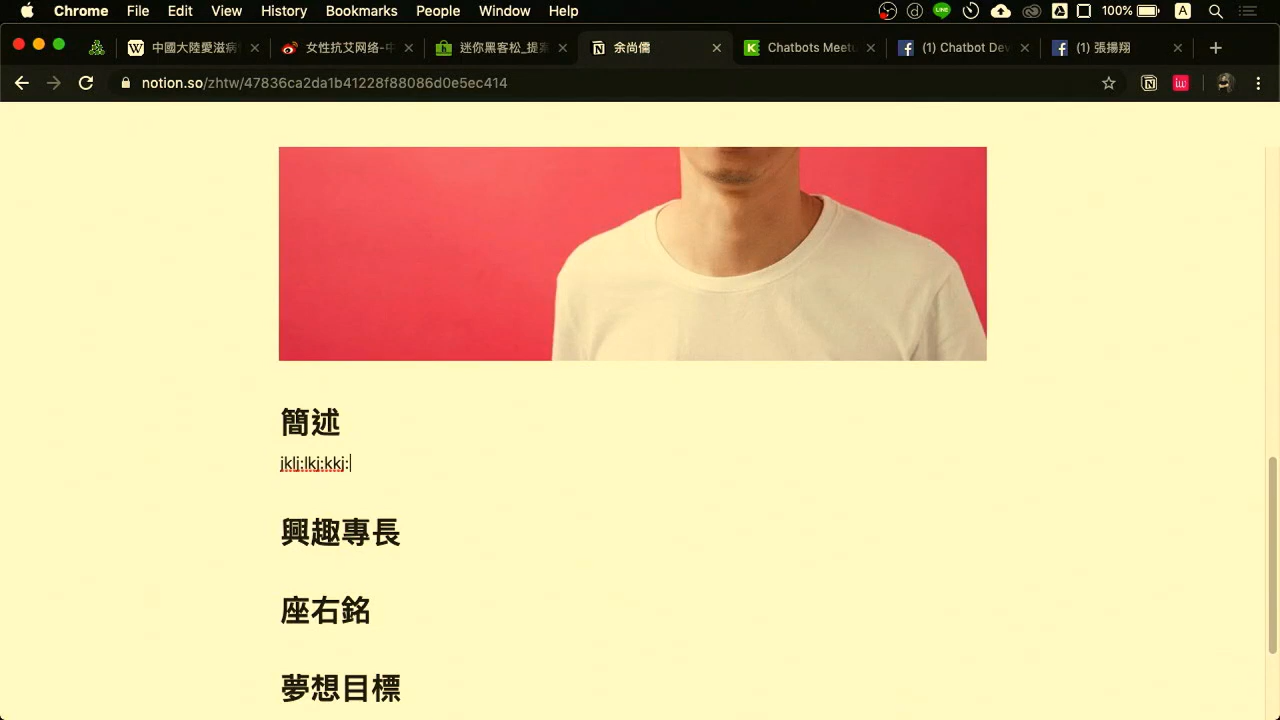 Chrome File Edit View History Bookmarks People Window Help 100% A
中國大陸愛滋病 女性抗艾网络-中 迷你黑客松_提案 余尚儒 Chatbots Meetu (1) Chatbot Dev (1) 張揚翔
notion.so/zhtw/47836ca2da1b41228f88086d0e5ec414
簡述
jklj;lkj;kkj;
興趣專長
座右銘
夢想目標